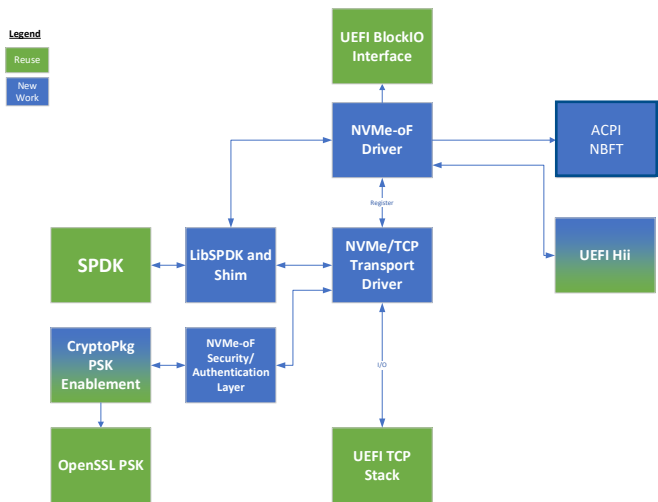 Legend
Reuse
New
Work
UEFI BlockIO
Interface
NVMe-oF
Driver
ACPI
NBFT
Register
SPDK
LibSPDK and
Shim
NVMe/TCP
Transport
Driver
UEFI Hii
CryptoPkg
PSK
Enablement
NVMe-oF
Security/
Authentication
Layer
I/O
OpenSSL PSK
UEFI TCP
Stack